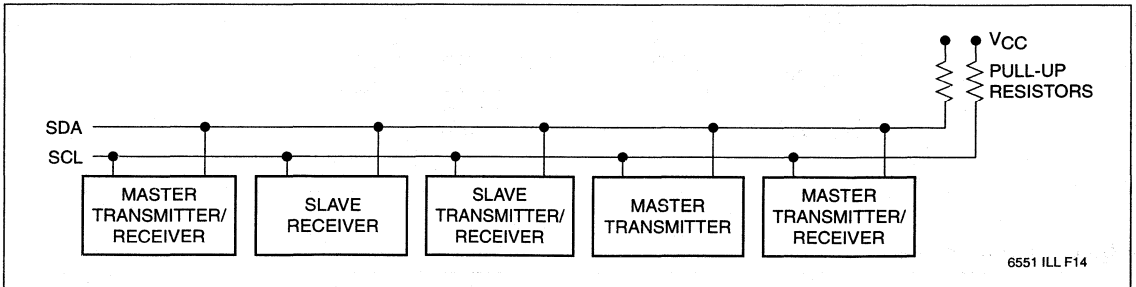 VCC
PULL-UP
RESISTORS
SDA
SCL
MASTER
TRANSMITTER/
RECEIVER
SLAVE
RECEIVER
SLAVE
TRANSMITTER/
RECEIVER
MASTER
TRANSMITTER
MASTER
TRANSMITTER/
RECEIVER
6551 ILL F14